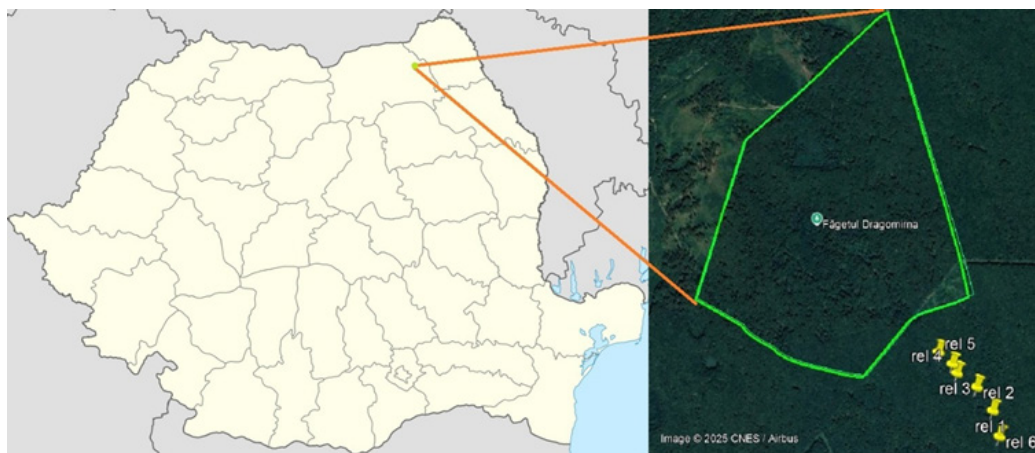 Făgetul Dragomirna
rel 5
rel 4
rel 3
rel 2
rel 1
rel 6
Image © 2025 CNES / Airbus